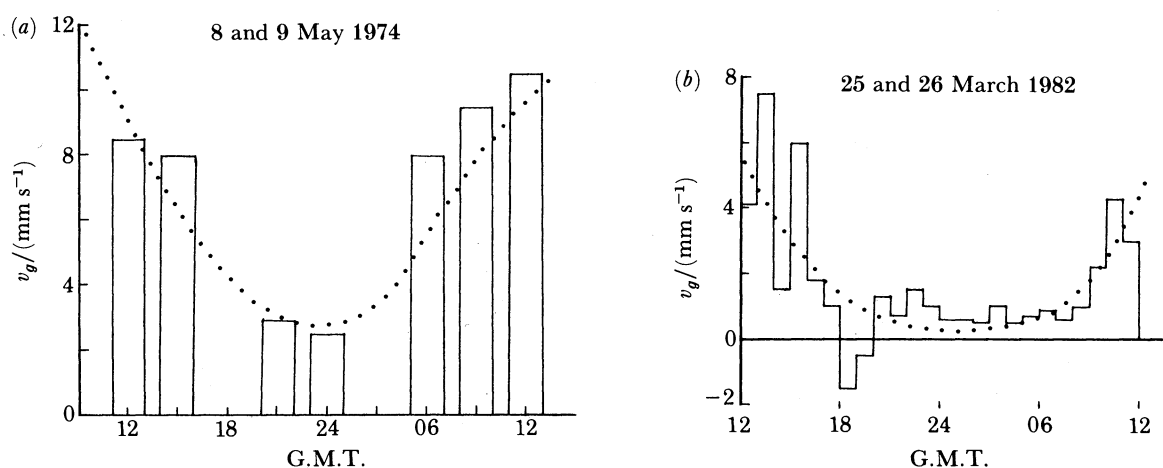 (a)
8 and 9 May 1974
12
8
4
0
v_g/(mm s⁻¹)
12 18 24 06 12
G.M.T.
(b)
25 and 26 March 1982
8
4
0
−2
v_g/(mm s⁻¹)
12 18 24 06 12
G.M.T.